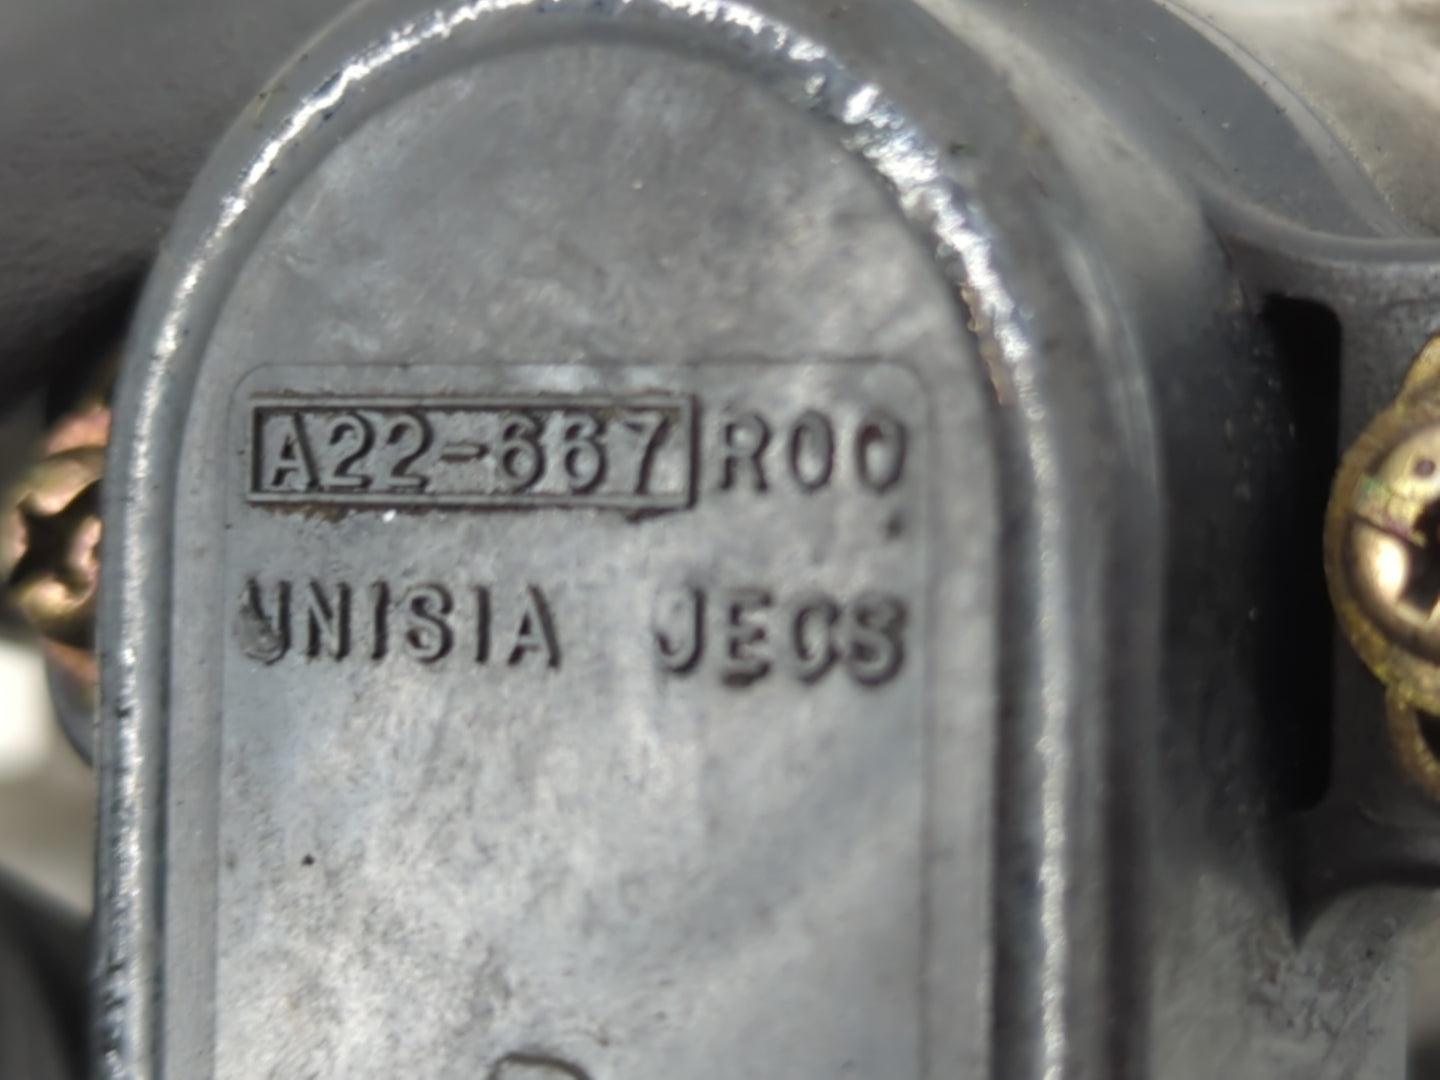 A22-667 R00
UNISIA JECS